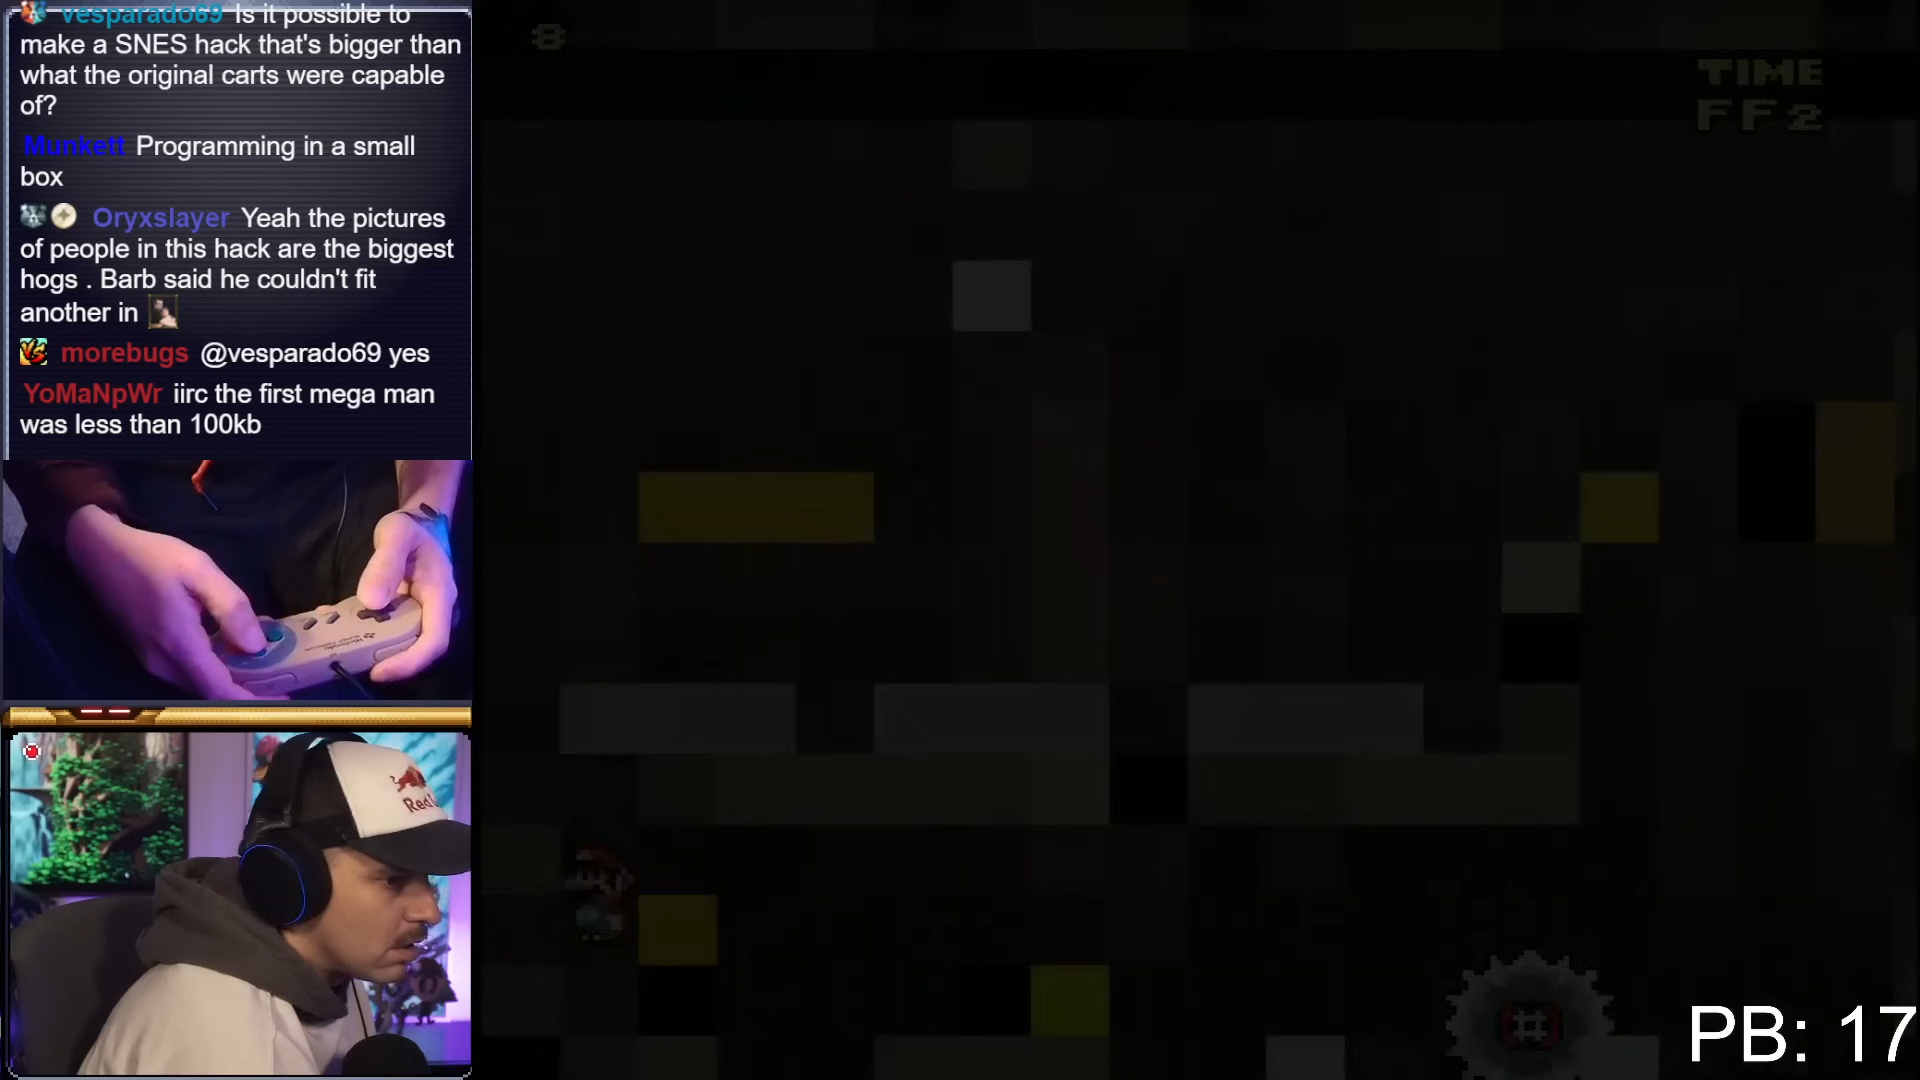 vesparado69 Is it possible to
make a SNES hack that's bigger than
what the original carts were capable
of?
Munkett Programming in a small
box
Oryxslayer Yeah the pictures
of people in this hack are the biggest
hogs . Barb said he couldn't fit
another in
morebugs @vesparado69 yes
YoMaNpWr iirc the first mega man
was less than 100kb
8
TIME
FF2
Red
PB: 17